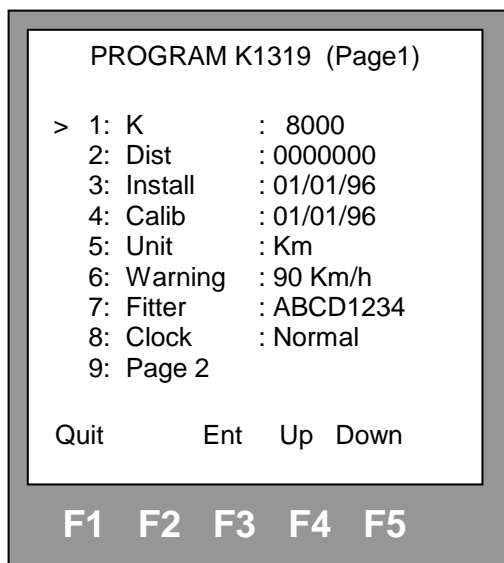 PROGRAM K1319 (Page1)
> 1: K : 8000
2: Dist : 0000000
3: Install : 01/01/96
4: Calib : 01/01/96
5: Unit : Km
6: Warning : 90 Km/h
7: Fitter : ABCD1234
8: Clock : Normal
9: Page 2
Quit Ent Up Down
F1 F2 F3 F4 F5